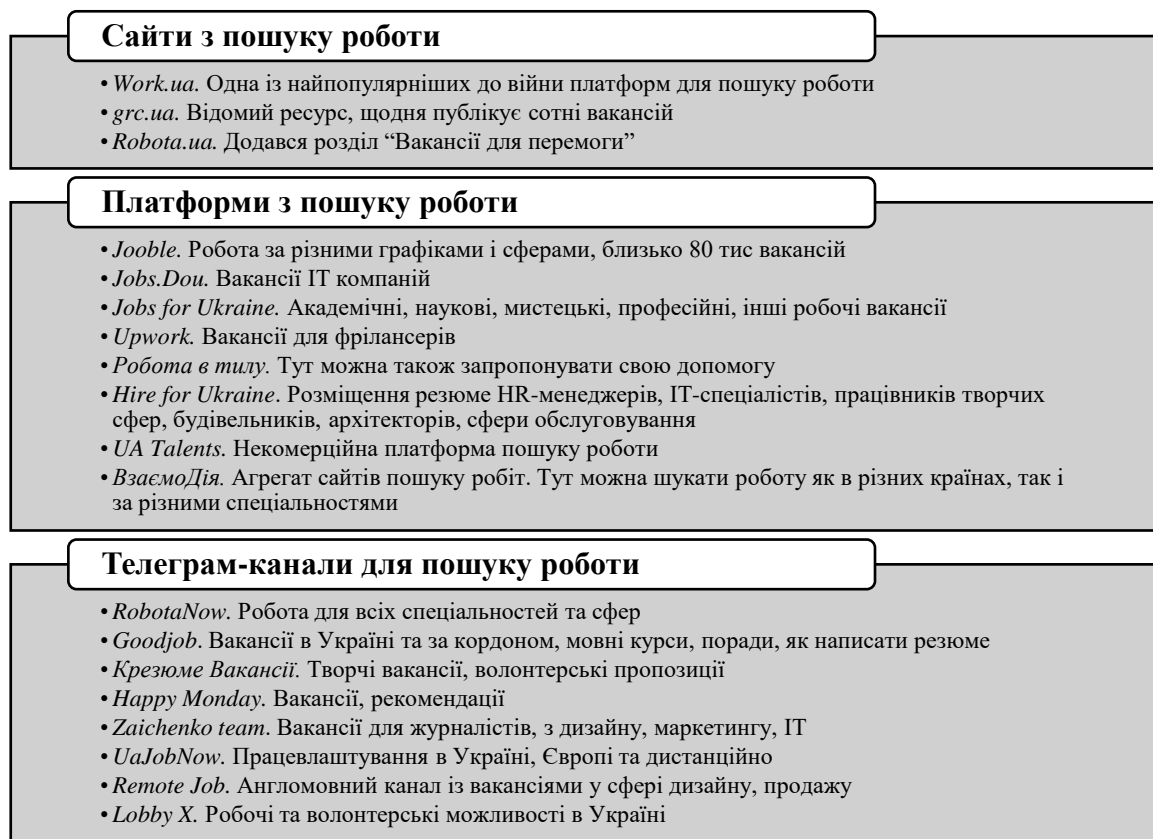 Сайти з пошуку роботи
• Work.ua. Одна із найпопулярніших до війни платформ для пошуку роботи
• grc.ua. Відомий ресурс, щодня публікує сотні вакансій
• Robota.ua. Додався розділ “Вакансії для перемоги”
Платформи з пошуку роботи
• Jooble. Робота за різними графіками і сферами, близько 80 тис вакансій
• Jobs.Dou. Вакансії ІТ компаній
• Jobs for Ukraine. Академічні, наукові, мистецькі, професійні, інші робочі вакансії
• Upwork. Вакансії для фрілансерів
• Робота в тилу. Тут можна також запропонувати свою допомогу
• Hire for Ukraine. Розміщення резюме HR-менеджерів, ІТ-спеціалістів, працівників творчих
сфер, будівельників, архітекторів, сфери обслуговування
• UA Talents. Некомерційна платформа пошуку роботи
• ВзаємоДія. Агрегат сайтів пошуку робіт. Тут можна шукати роботу як в різних країнах, так і
за різними спеціальностями
Телеграм-канали для пошуку роботи
• RobotaNow. Робота для всіх спеціальностей та сфер
• Goodjob. Вакансії в Україні та за кордоном, мовні курси, поради, як написати резюме
• Крезюме Вакансії. Творчі вакансії, волонтерські пропозиції
• Happy Monday. Вакансії, рекомендації
• Zaichenko team. Вакансії для журналістів, з дизайну, маркетингу, ІТ
• UaJobNow. Працевлаштування в Україні, Європі та дистанційно
• Remote Job. Англомовний канал із вакансіями у сфері дизайну, продажу
• Lobby X. Робочі та волонтерські можливості в Україні